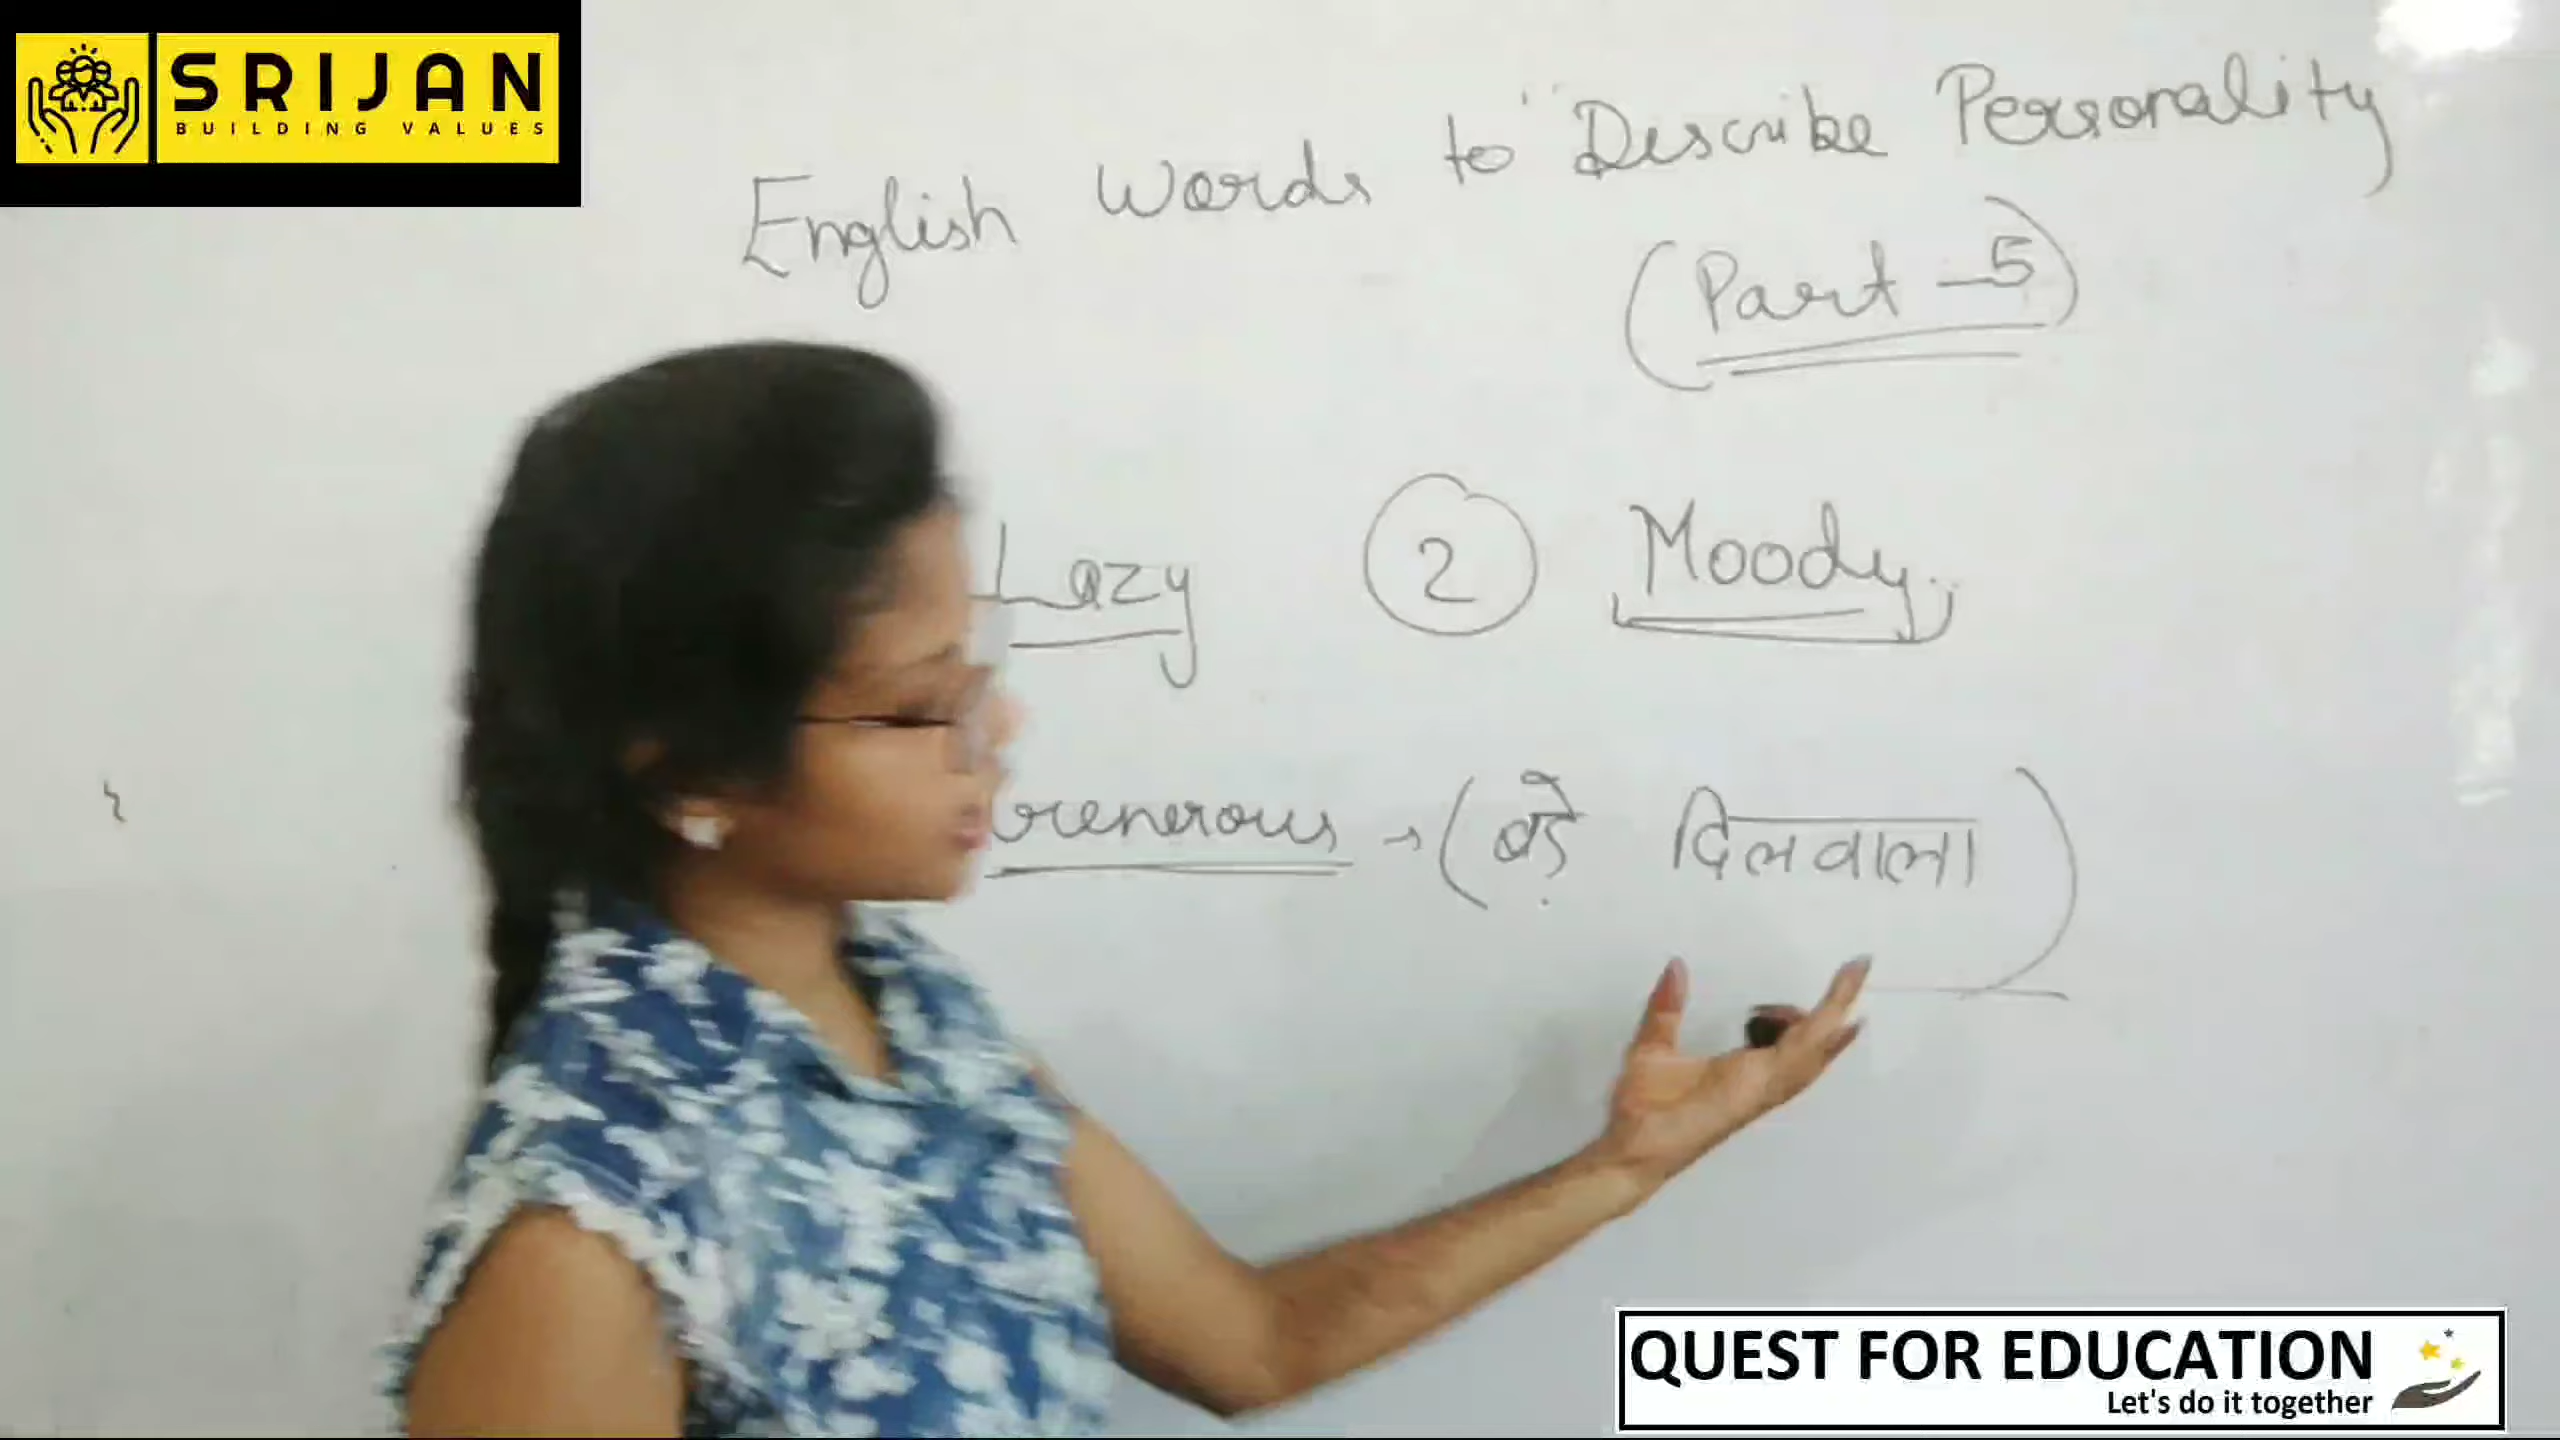 SRIJAN
BUILDING VALUES
English Words to Describe Personality
(Part-5)
Lazy 2 Moody
Generous → (बड़े दिलवाला)
QUEST FOR EDUCATION
Let's do it together